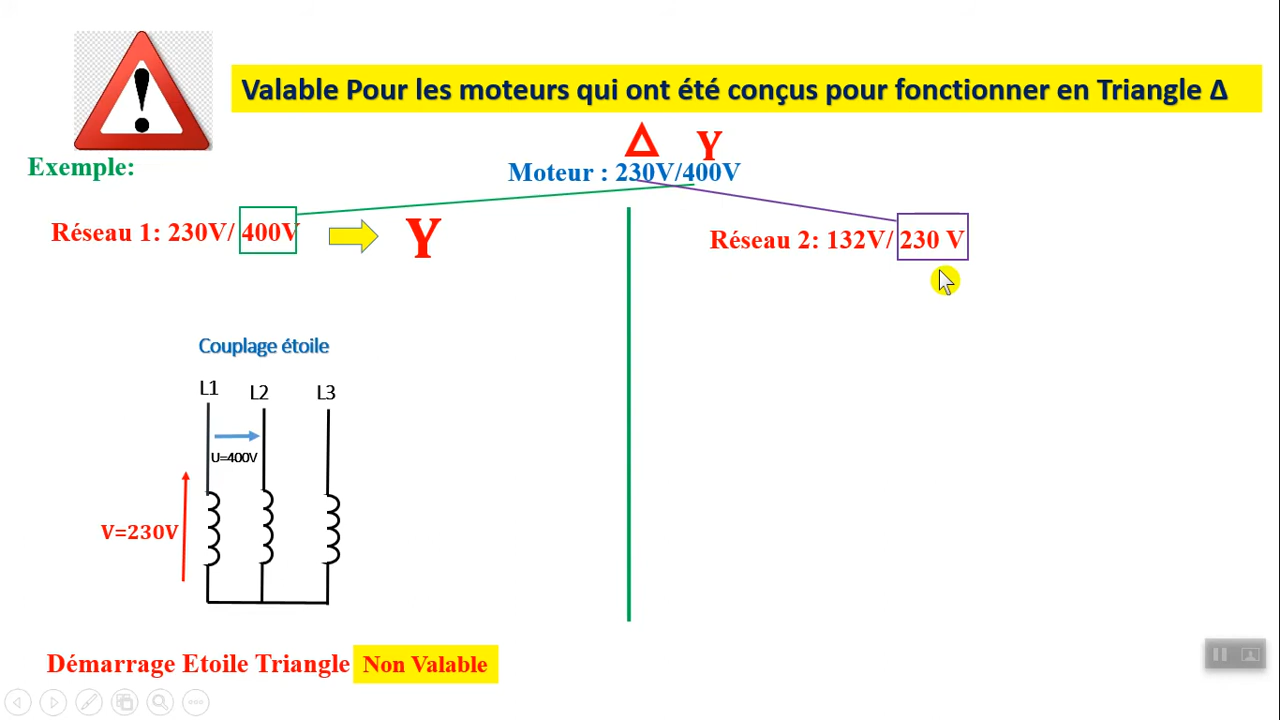 Valable Pour les moteurs qui ont été conçus pour fonctionner en Triangle Δ
Δ Y
Exemple:
Moteur : 230V/400V
Réseau 1: 230V/ 400V
Y
Réseau 2: 132V/ 230 V
Couplage étoile
L1 L2 L3
U=400V
V=230V
Démarrage Etoile Triangle Non Valable